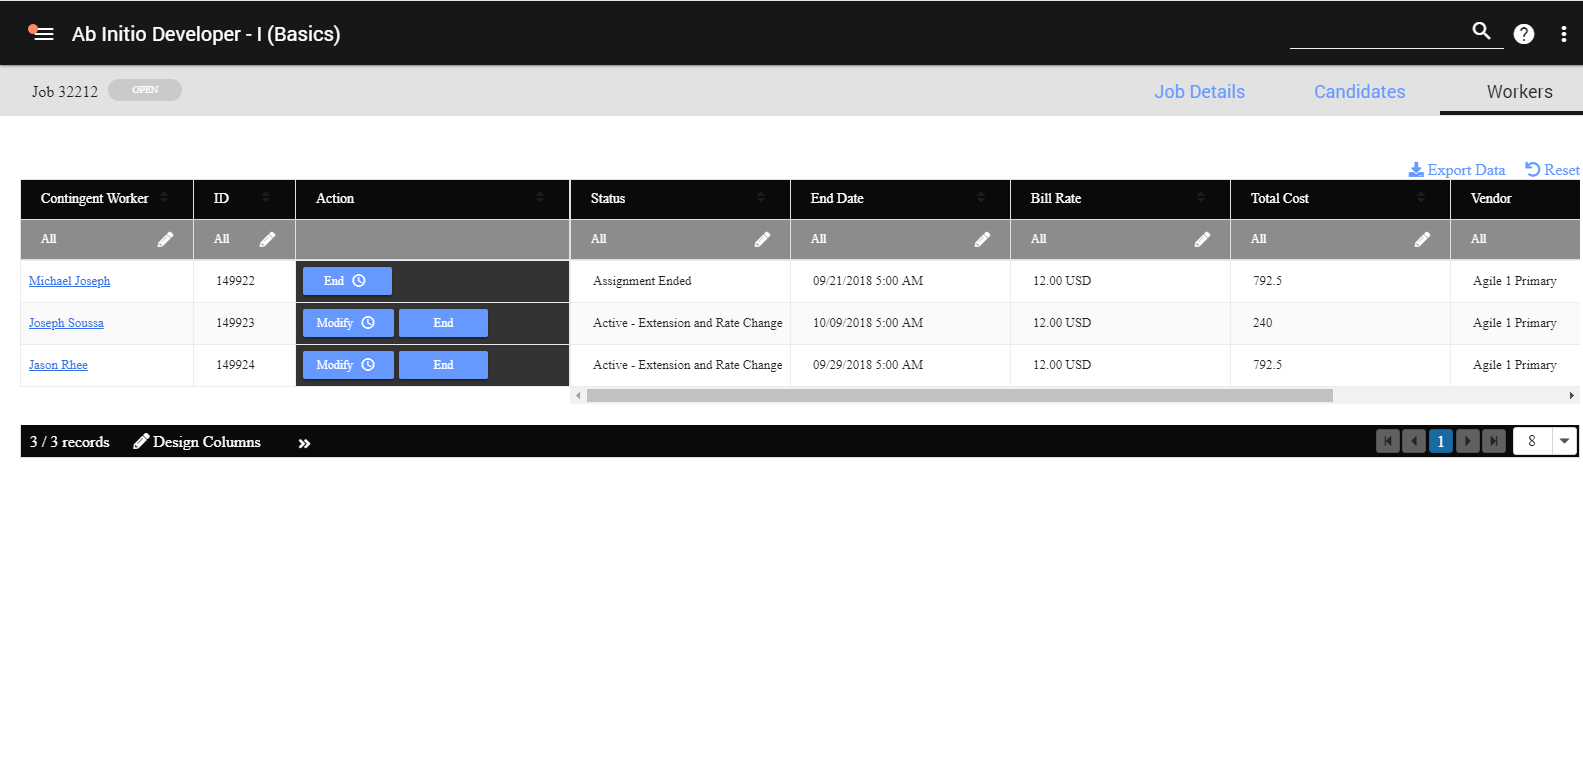 Ab Initio Developer - I (Basics)
Job 32212 OPEN Job Details Candidates Workers
Export Data Reset
Contingent Worker ID Action Status End Date Bill Rate Total Cost Vendor
All All All All All All All
Michael Joseph 149922 End Assignment Ended 09/21/2018 5:00 AM 12.00 USD 792.5 Agile 1 Primary
Joseph Soussa 149923 Modify End Active - Extension and Rate Change 10/09/2018 5:00 AM 12.00 USD 240 Agile 1 Primary
Jason Rhee 149924 Modify End Active - Extension and Rate Change 09/29/2018 5:00 AM 12.00 USD 792.5 Agile 1 Primary
3 / 3 records Design Columns » 1 8